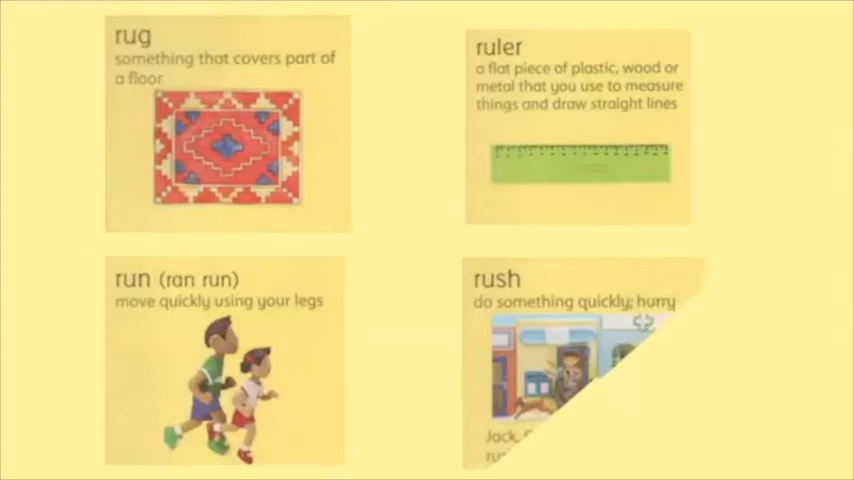 rug
something that covers part of
a floor
ruler
a flat piece of plastic, wood or
metal that you use to measure
things and draw straight lines
run (ran run)
move quickly using your legs
rush
do something quickly; hurry
Jack,